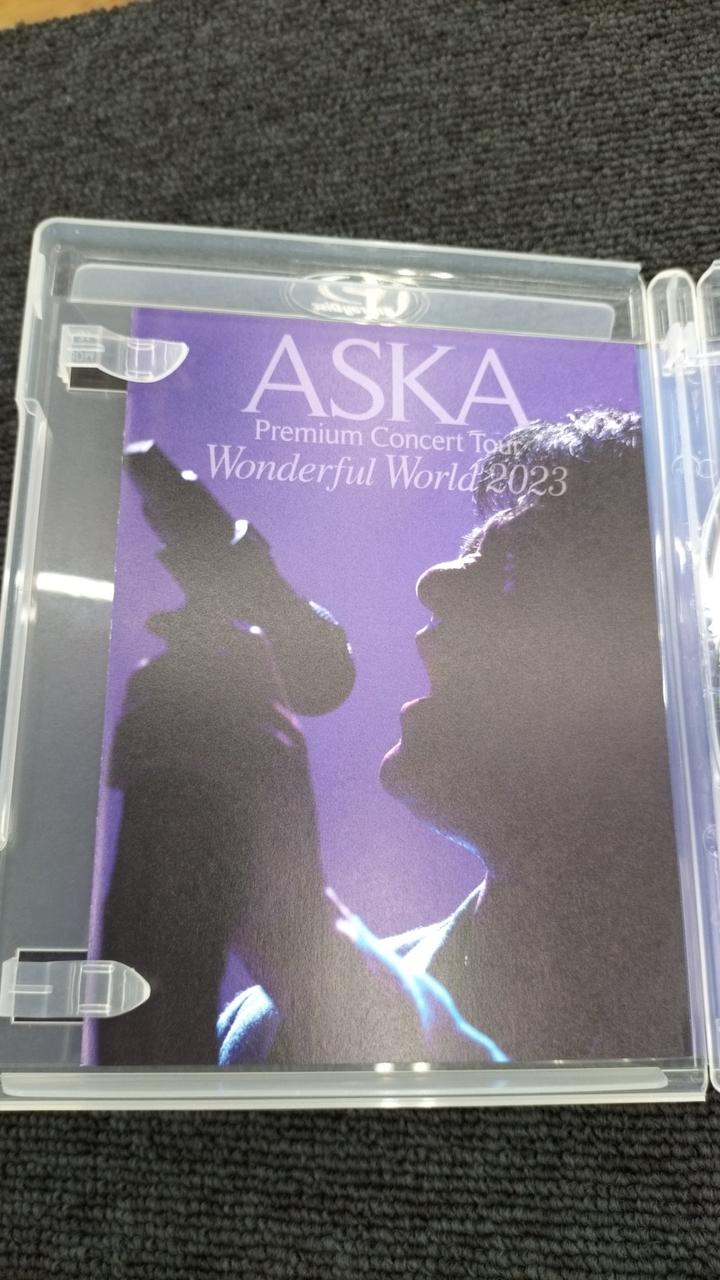 ASKA
Premium Concert Tour
Wonderful World 2023